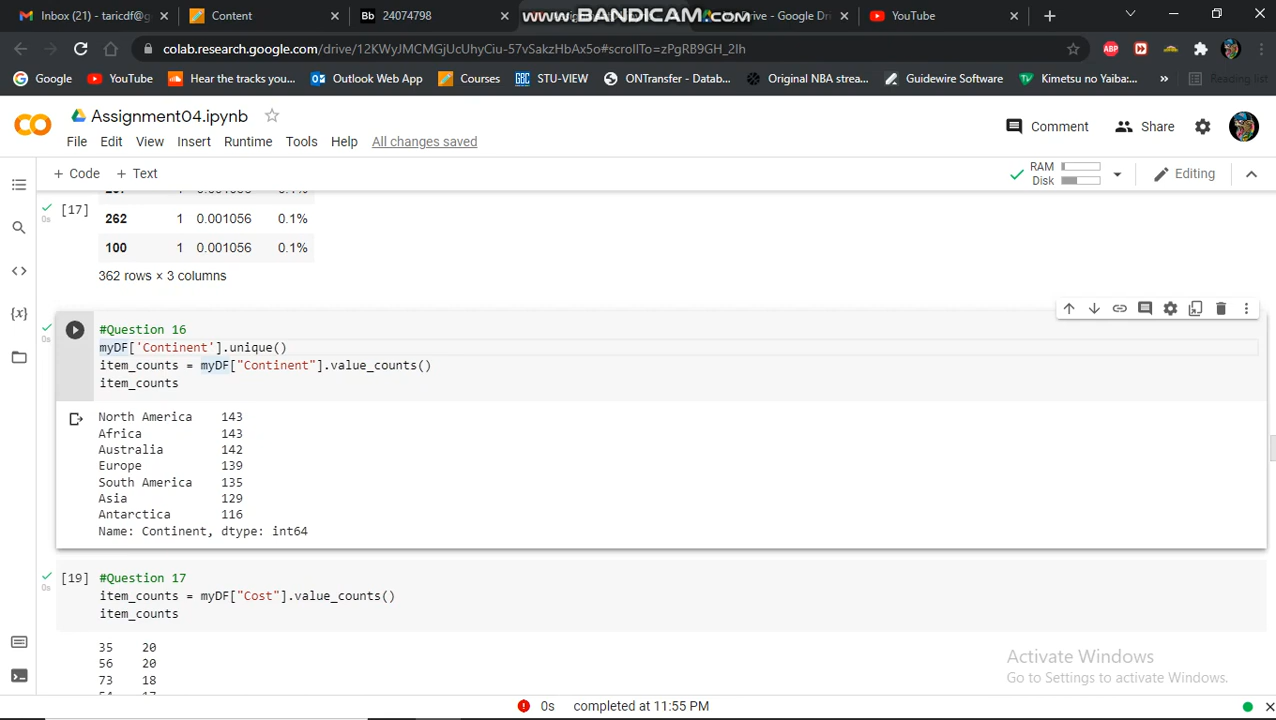 Inbox (21) - taricdf@g
Content
24074798
Drive - Google Dri
YouTube
www.BANDICAM.com
colab.research.google.com/drive/12KWyJMCMGjUcUhyCiu-57vSakzHbAx5o#scrollTo=zPgRB9GH_2lh
Google YouTube Hear the tracks you... Outlook Web App Courses STU-VIEW ONTransfer - Datab... Original NBA strea... Guidewire Software Kimetsu no Yaiba:... » Reading list
CO Assignment04.ipynb
Comment Share
File Edit View Insert Runtime Tools Help All changes saved
+ Code + Text
RAM
Disk
Editing
[17]
262 1 0.001056 0.1%
100 1 0.001056 0.1%
362 rows × 3 columns
#Question 16
myDF['Continent'].unique()
item_counts = myDF["Continent"].value_counts()
item_counts
North America 143
Africa 143
Australia 142
Europe 139
South America 135
Asia 129
Antarctica 116
Name: Continent, dtype: int64
[19] #Question 17
item_counts = myDF["Cost"].value_counts()
item_counts
35 20
56 20
73 18
Activate Windows
Go to Settings to activate Windows.
0s completed at 11:55 PM